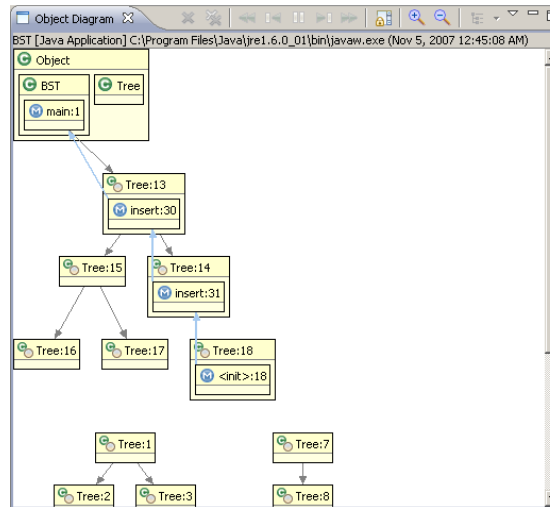 Object Diagram
BST [Java Application] C:\Program Files\Java\jre1.6.0_01\bin\javaw.exe (Nov 5, 2007 12:45:08 AM)
Object
BST
Tree
main:1
Tree:13
insert:30
Tree:15
Tree:14
insert:31
Tree:16
Tree:17
Tree:18
<init>:18
Tree:1
Tree:7
Tree:2
Tree:3
Tree:8